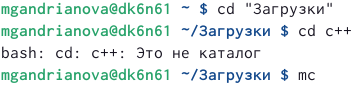 mgandrianova@dk6n61 ~ $ cd "Загрузки"
mgandrianova@dk6n61 ~/Загрузки $ cd c++
bash: cd: c++: Это не каталог
mgandrianova@dk6n61 ~/Загрузки $ mc